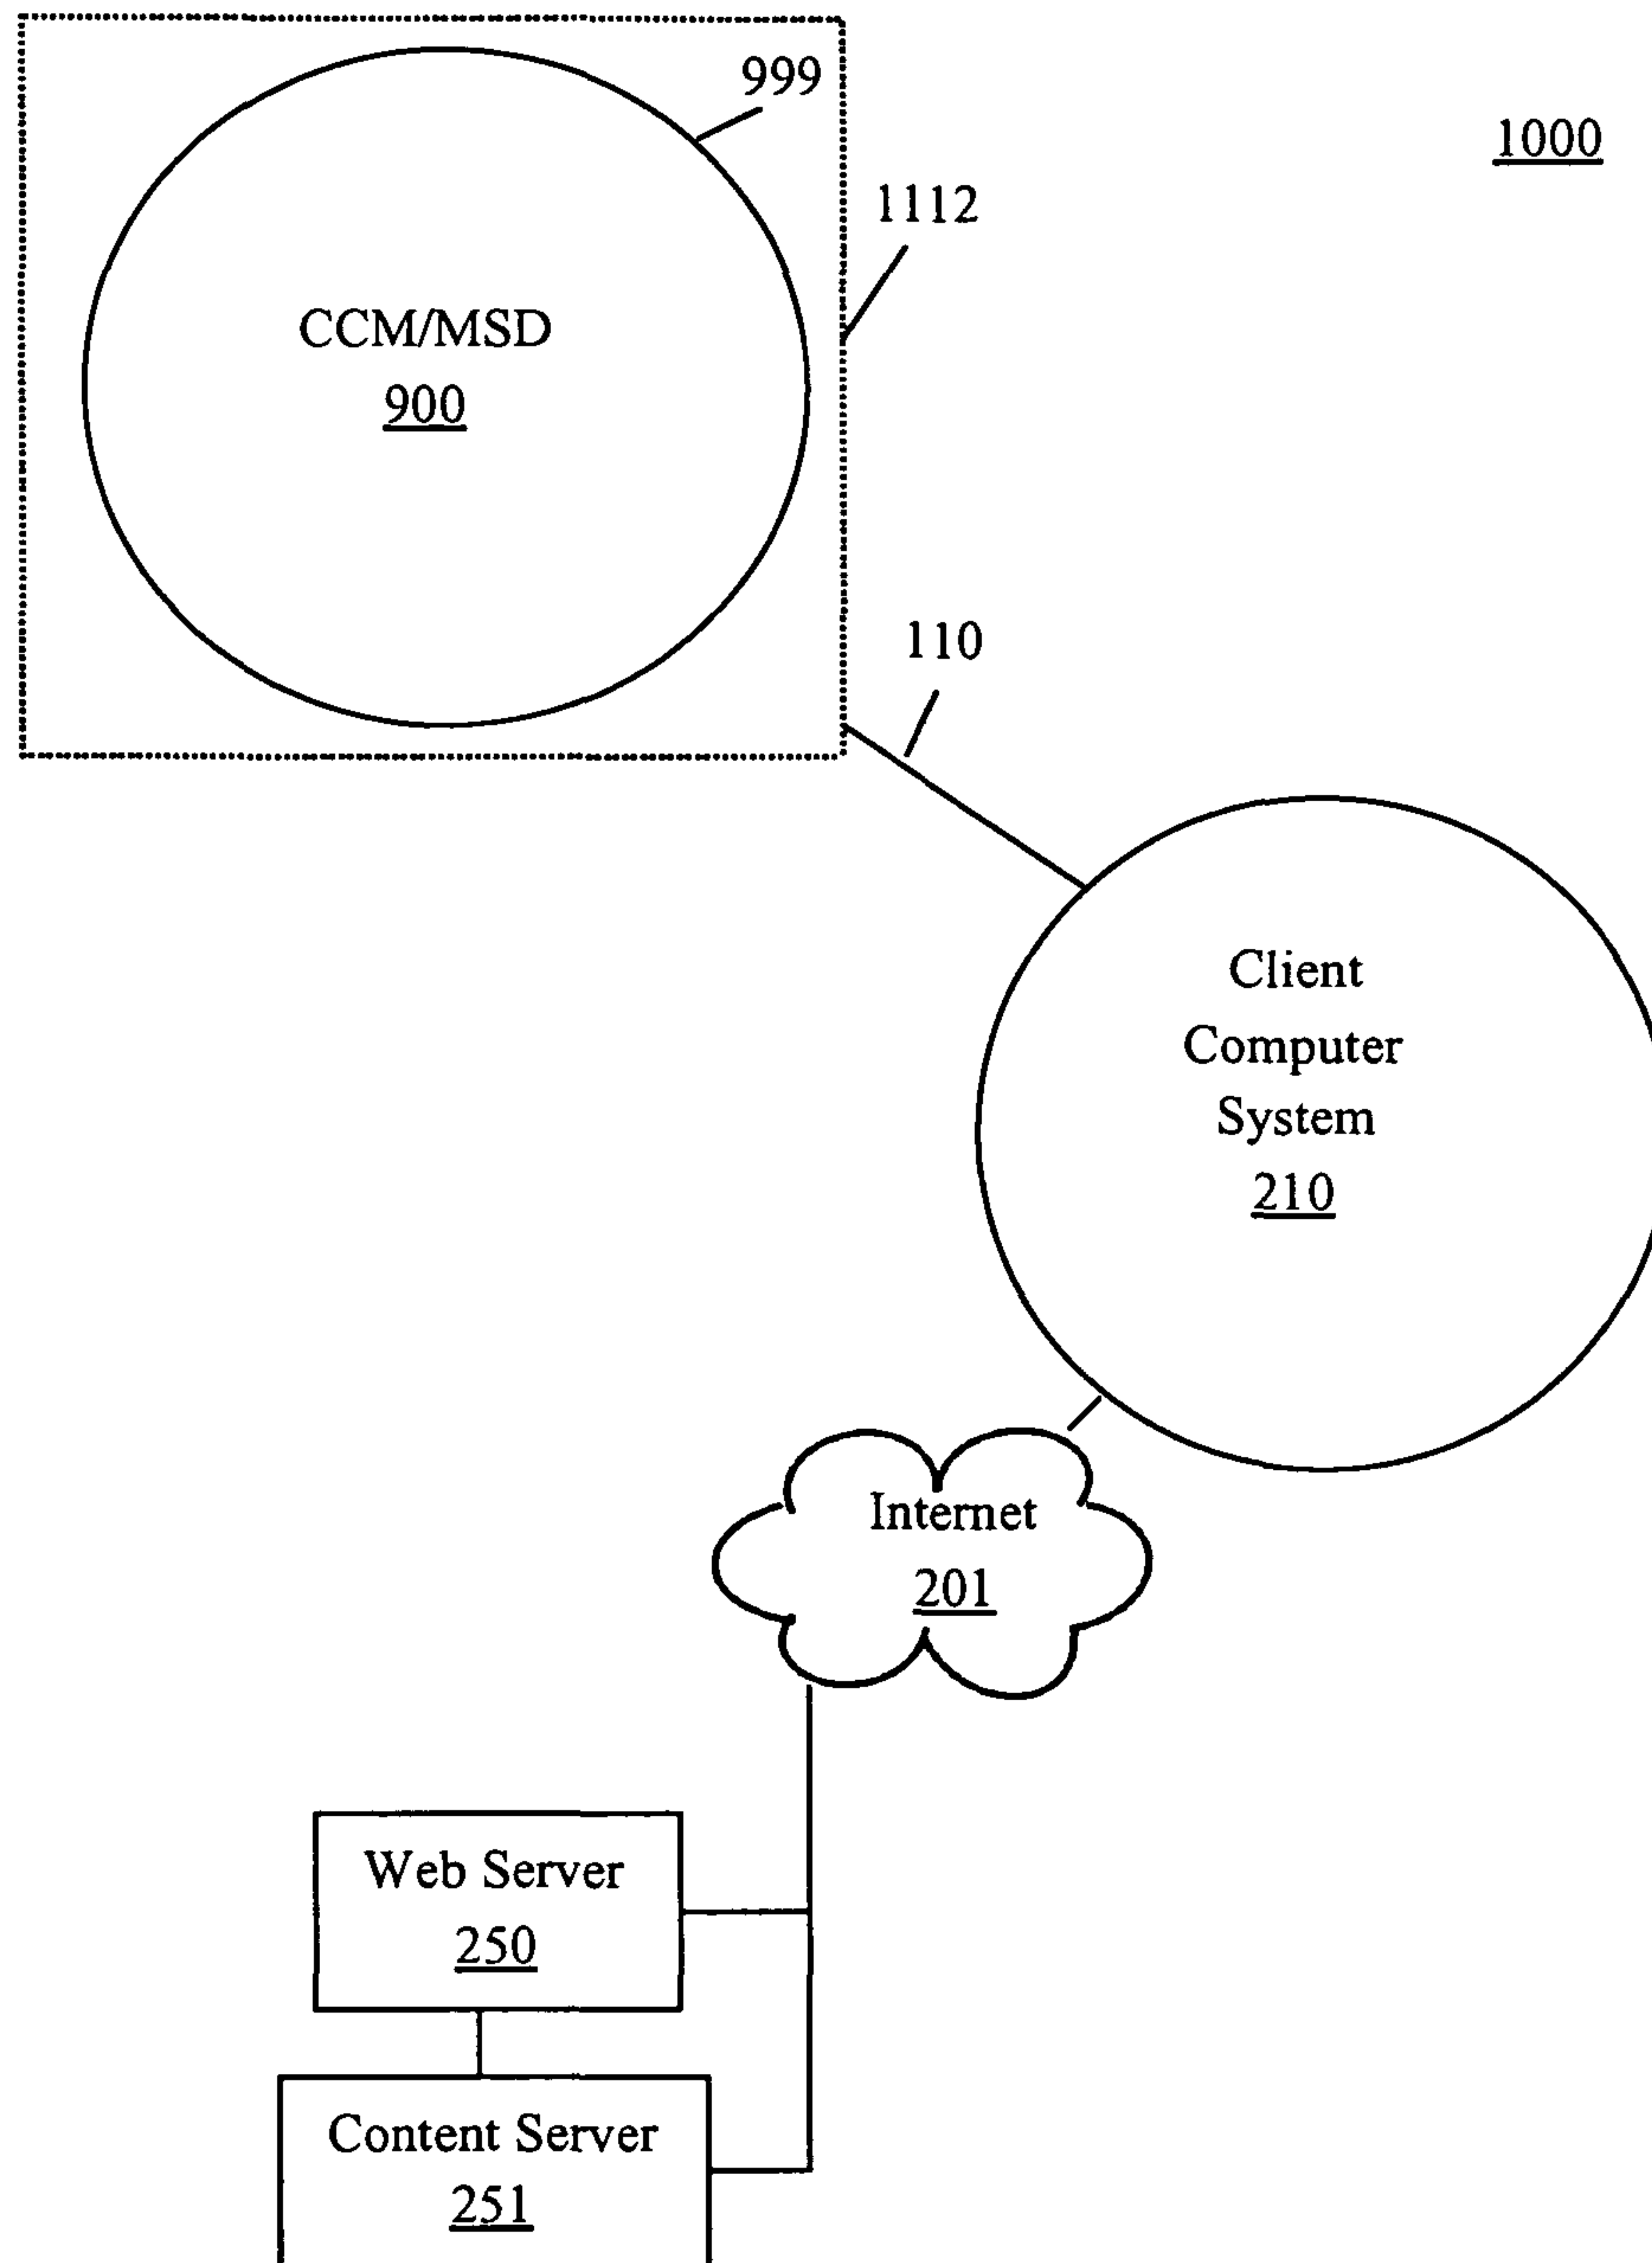 999
1000
1112
CCM/MSD
900
110
Client
Computer
System
210
Internet
201
Web Server
250
Content Server
251